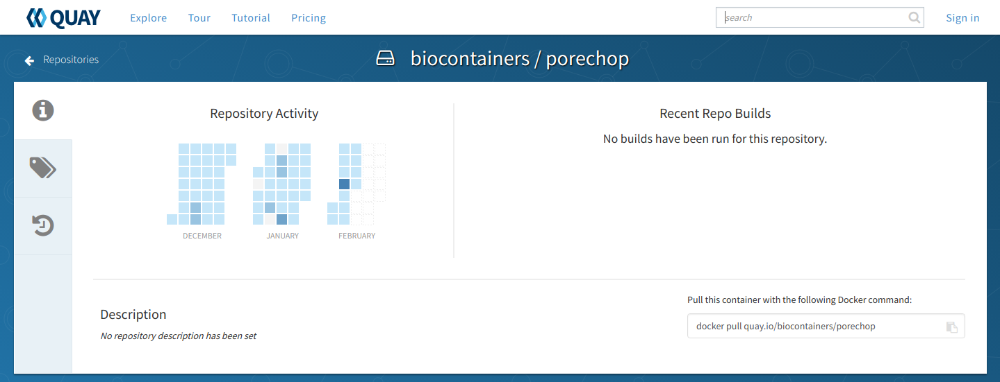 QUAY Explore Tour Tutorial Pricing search Sign in
Repositories biocontainers / porechop
Repository Activity
DECEMBER JANUARY FEBRUARY
Recent Repo Builds
No builds have been run for this repository.
Description
No repository description has been set
Pull this container with the following Docker command:
docker pull quay.io/biocontainers/porechop